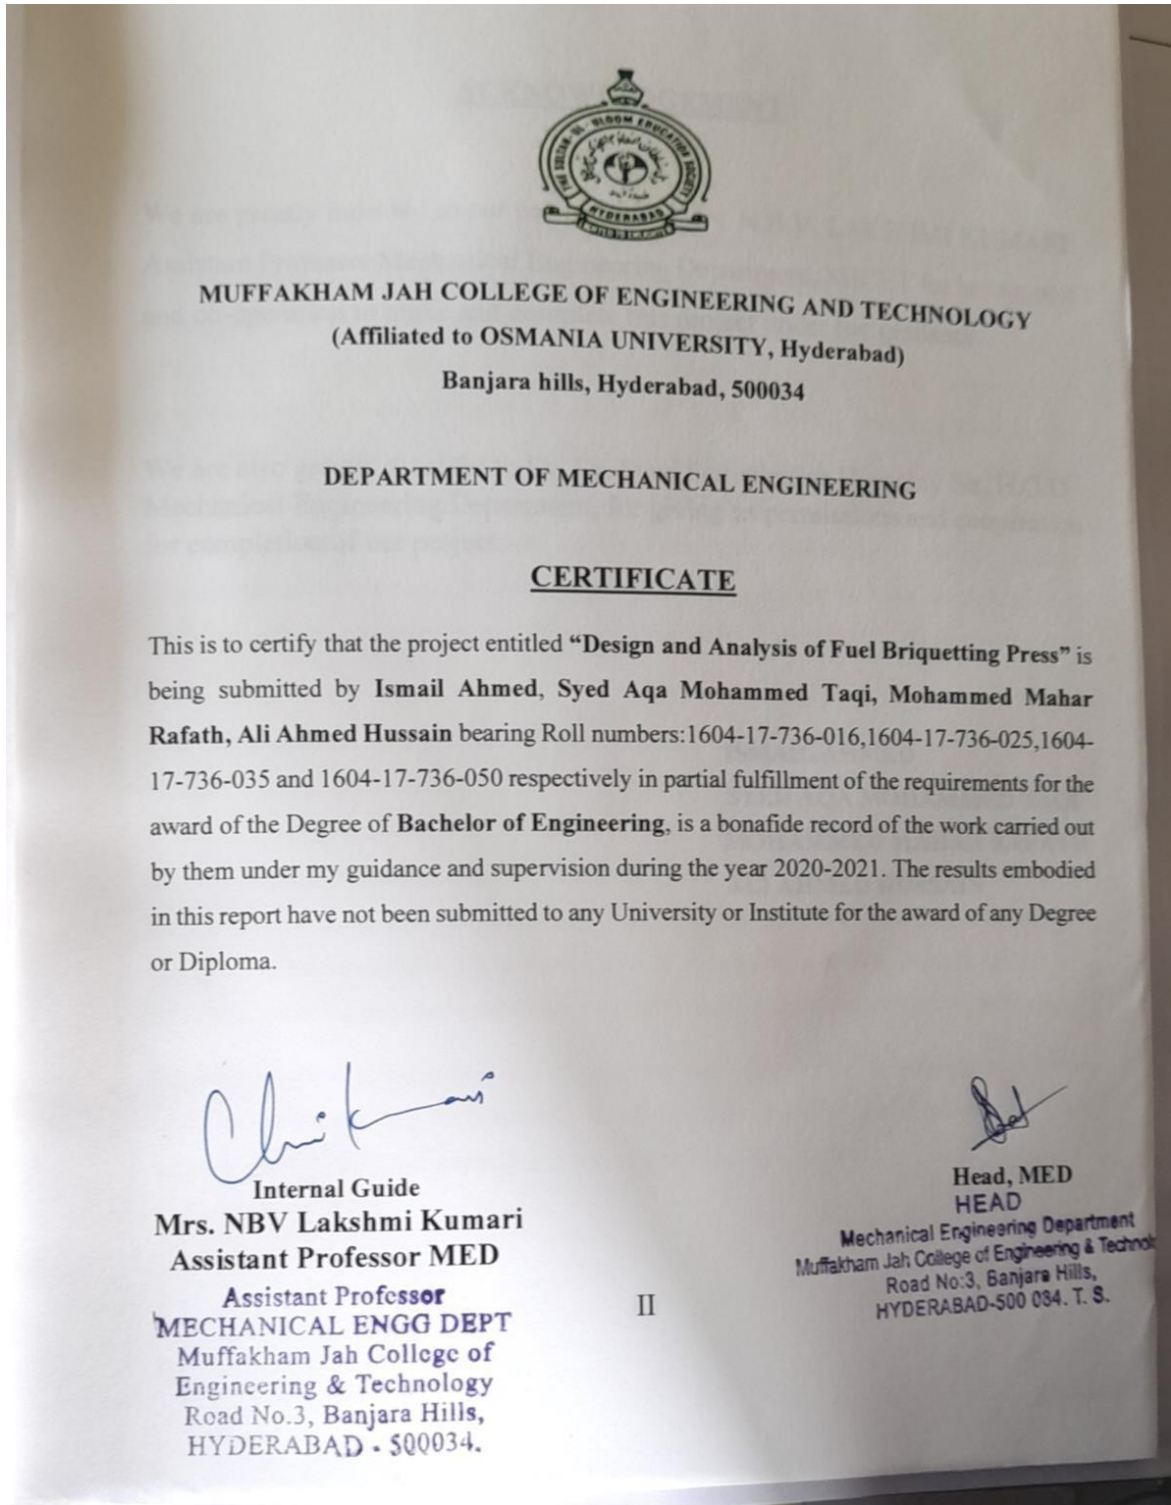 THE SULTAN-UL-ULOOM EDUCATION SOCIETY
HYDERABAD
MUFFAKHAM JAH COLLEGE OF ENGINEERING AND TECHNOLOGY
(Affiliated to OSMANIA UNIVERSITY, Hyderabad)
Banjara hills, Hyderabad, 500034
DEPARTMENT OF MECHANICAL ENGINEERING
CERTIFICATE
This is to certify that the project entitled “Design and Analysis of Fuel Briquetting Press” is
being submitted by Ismail Ahmed, Syed Aqa Mohammed Taqi, Mohammed Mahar
Rafath, Ali Ahmed Hussain bearing Roll numbers:1604-17-736-016,1604-17-736-025,1604-
17-736-035 and 1604-17-736-050 respectively in partial fulfillment of the requirements for the
award of the Degree of Bachelor of Engineering, is a bonafide record of the work carried out
by them under my guidance and supervision during the year 2020-2021. The results embodied
in this report have not been submitted to any University or Institute for the award of any Degree
or Diploma.
Internal Guide
Mrs. NBV Lakshmi Kumari
Assistant Professor MED
Assistant Professor
MECHANICAL ENGG DEPT
Muffakham Jah College of
Engineering & Technology
Road No.3, Banjara Hills,
HYDERABAD - 500034.
II
Head, MED
HEAD
Mechanical Engineering Department
Muffakham Jah College of Engineering & Technol
Road No:3, Banjara Hills,
HYDERABAD-500 034. T. S.